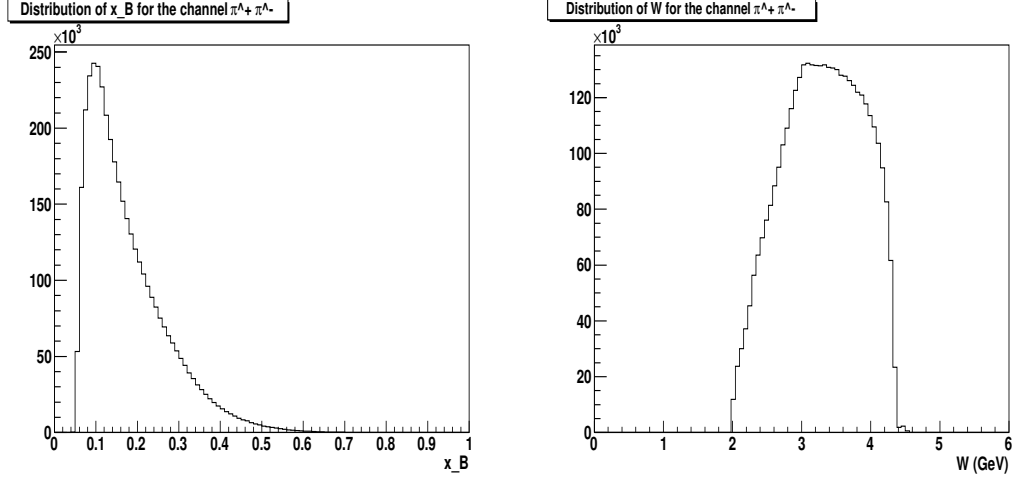 Distribution of x_B for the channel π^+ π^-
×10³
250
200
150
100
50
0
0 0.1 0.2 0.3 0.4 0.5 0.6 0.7 0.8 0.9 1
x_B
Distribution of W for the channel π^+ π^-
×10³
120
100
80
60
40
20
0
0 1 2 3 4 5 6
W (GeV)